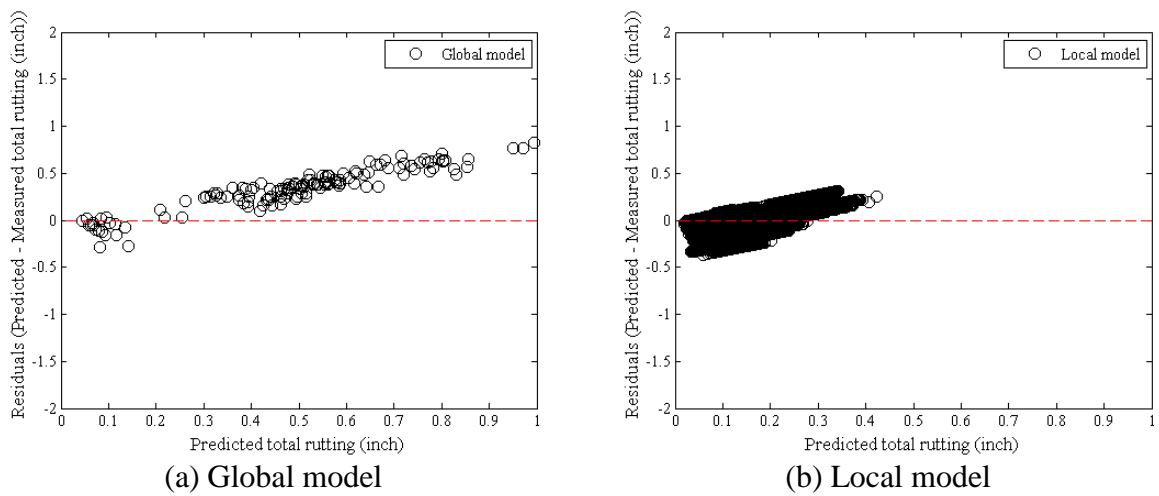 2
1.5
1
0.5
0
-0.5
-1
-1.5
-2
Residuals (Predicted - Measured total rutting (inch))
Global model
0 0.1 0.2 0.3 0.4 0.5 0.6 0.7 0.8 0.9 1
Predicted total rutting (inch)
(a) Global model
2
1.5
1
0.5
0
-0.5
-1
-1.5
-2
Residuals (Predicted - Measured total rutting (inch))
Local model
0 0.1 0.2 0.3 0.4 0.5 0.6 0.7 0.8 0.9 1
Predicted total rutting (inch)
(b) Local model